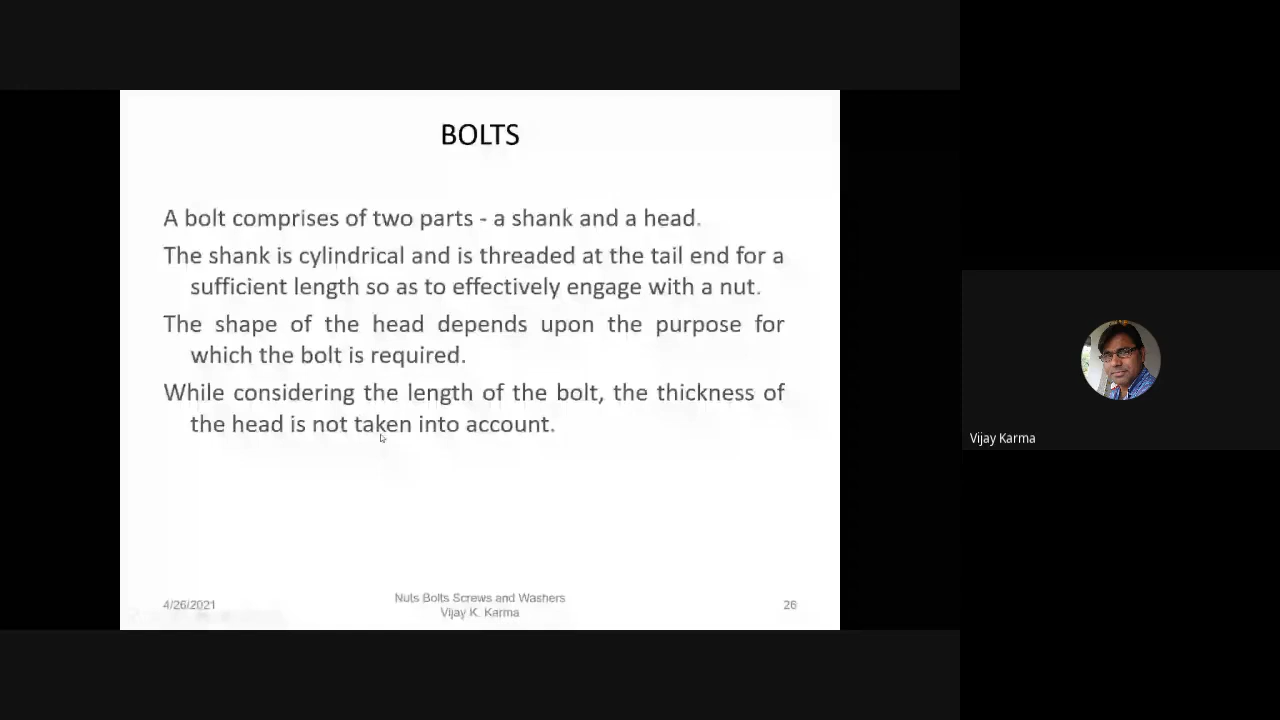 BOLTS
A bolt comprises of two parts - a shank and a head.
The shank is cylindrical and is threaded at the tail end for a
sufficient length so as to effectively engage with a nut.
The shape of the head depends upon the purpose for
which the bolt is required.
While considering the length of the bolt, the thickness of
the head is not taken into account.
4/26/2021
Nuts Bolts Screws and Washers
Vijay K. Karma
26
Vijay Karma